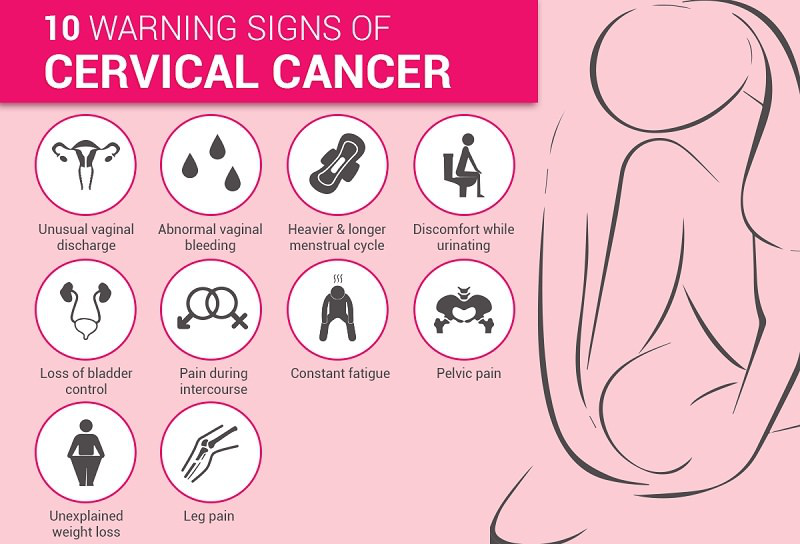 10 WARNING SIGNS OF
CERVICAL CANCER
Unusual vaginal
discharge
Abnormal vaginal
bleeding
Heavier & longer
menstrual cycle
Discomfort while
urinating
Loss of bladder
control
Pain during
intercourse
Constant fatigue
Pelvic pain
Unexplained
weight loss
Leg pain